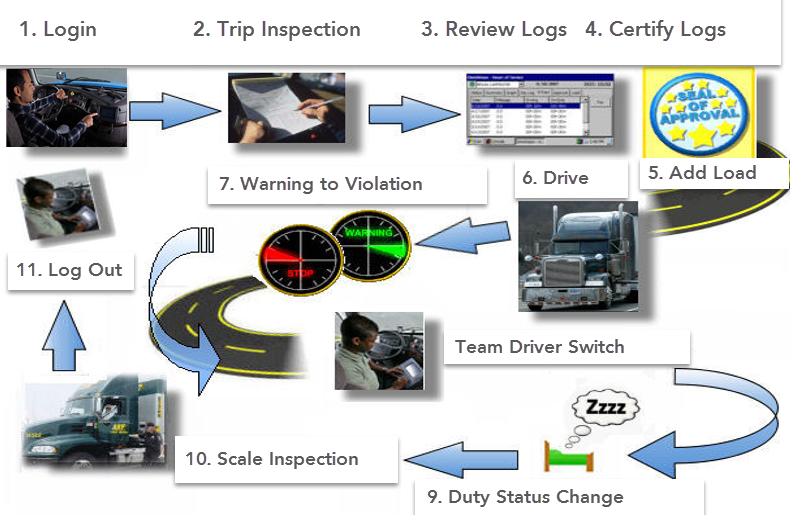 1. Login
2. Trip Inspection
3. Review Logs
4. Certify Logs
SEAL
OF
APPROVAL
7. Warning to Violation
6. Drive
5. Add Load
WARNING
STOP
11. Log Out
Team Driver Switch
Zzzz
10. Scale Inspection
9. Duty Status Change